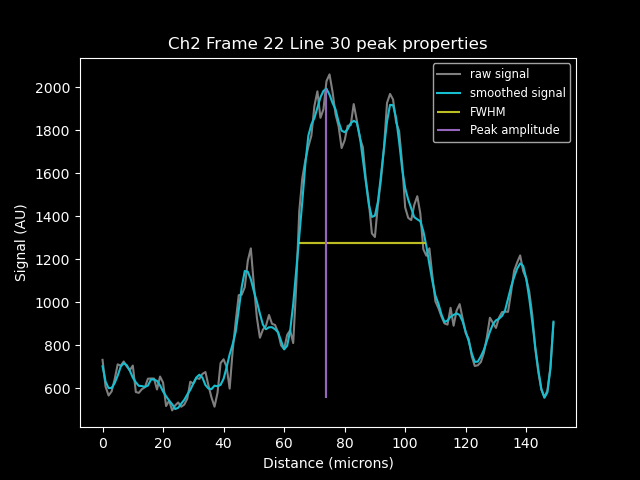 Ch2 Frame 22 Line 30 peak properties
raw signal
smoothed signal
FWHM
Peak amplitude
Signal (AU)
2000
1800
1600
1400
1200
1000
800
600
0 20 40 60 80 100 120 140
Distance (microns)